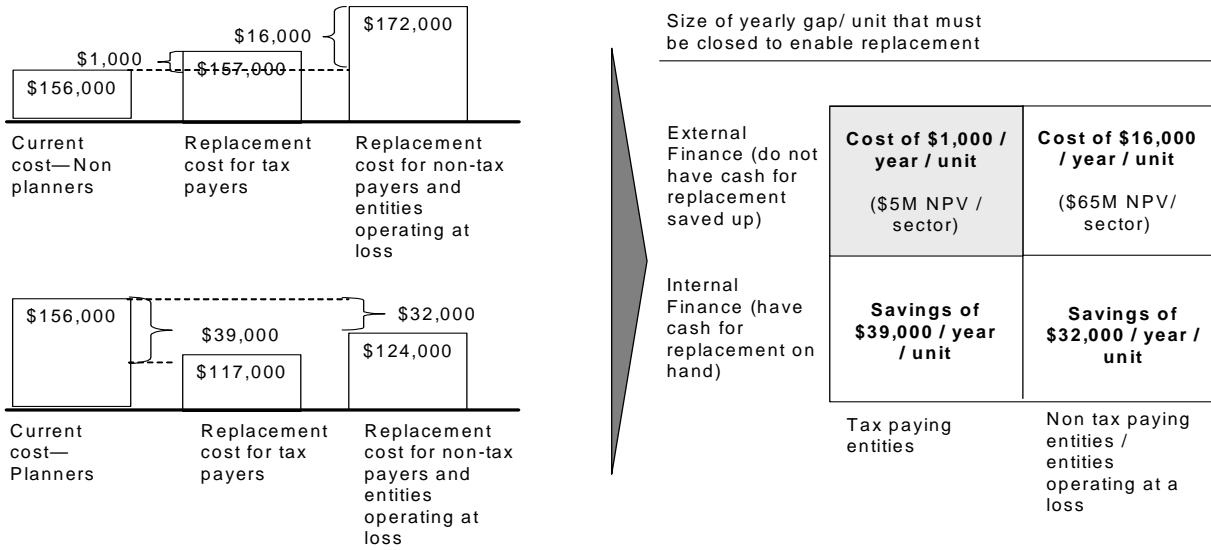 $172,000
$16,000
$1,000
$157,000
$156,000
Current
cost—Non
planners
Replacement
cost for tax
payers
Replacement
cost for non-tax
payers and
entities
operating at
loss
$156,000
$39,000
$32,000
$117,000
$124,000
Current
cost—
Planners
Replacement
cost for tax
payers
Replacement
cost for non-tax
payers and
entities
operating at
loss
Size of yearly gap/ unit that must
be closed to enable replacement
External
Finance (do not
have cash for
replacement
saved up)
Cost of $1,000 /
year / unit
($5M NPV /
sector)
Cost of $16,000
/ year / unit
($65M NPV/
sector)
Internal
Finance (have
cash for
replacement on
hand)
Savings of
$39,000 / year
/ unit
Savings of
$32,000 / year /
unit
Tax paying
entities
Non tax paying
entities /
entities
operating at a
loss